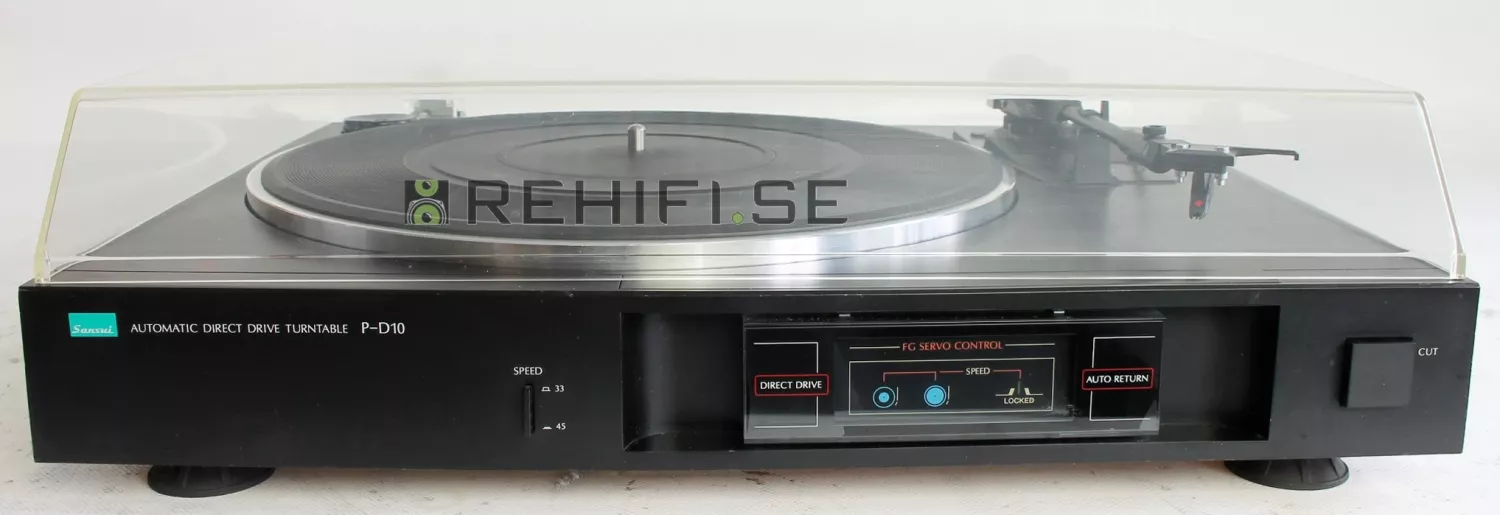 REHIFI.SE
Sansui
AUTOMATIC DIRECT DRIVE TURNTABLE P-D10
SPEED
33
45
FG SERVO CONTROL
DIRECT DRIVE
SPEED
LOCKED
AUTO RETURN
CUT